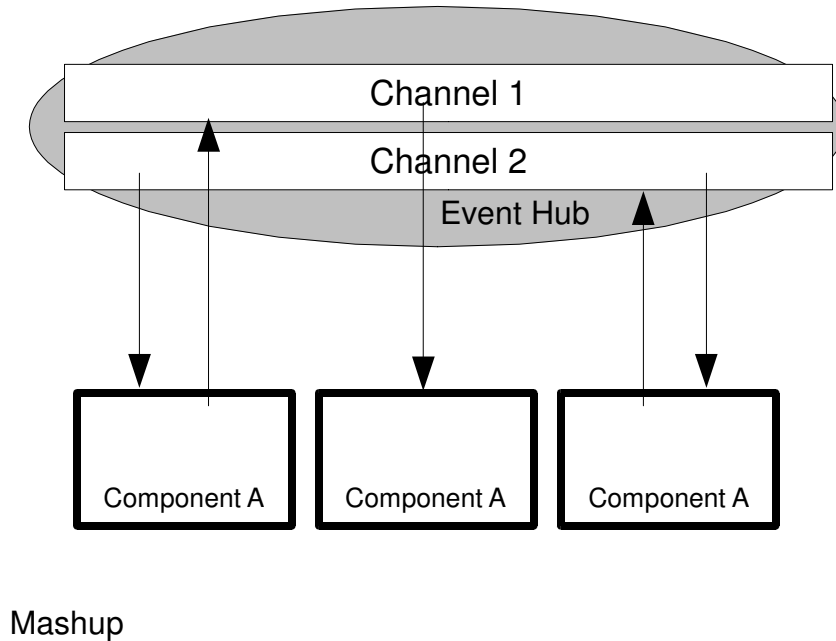 Channel 1
Channel 2
Event Hub
Component A Component A Component A
Mashup